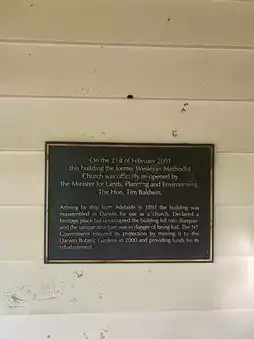 On the 21st of February 2001
this building the former Wesleyan Methodist
Church was officially re-opened by
the Minister for Lands, Planning and Environment,
The Hon. Tim Baldwin.
Arriving by ship from Adelaide in 1897 the building was
reassembled in Darwin for use as a church. Declared a
heritage place but unoccupied the building fell into disrepair
and the unique structure was in danger of being lost. The NT
Government ensured its protection by moving it to the
Darwin Botanic Gardens in 2000 and providing funds for its
refurbishment.